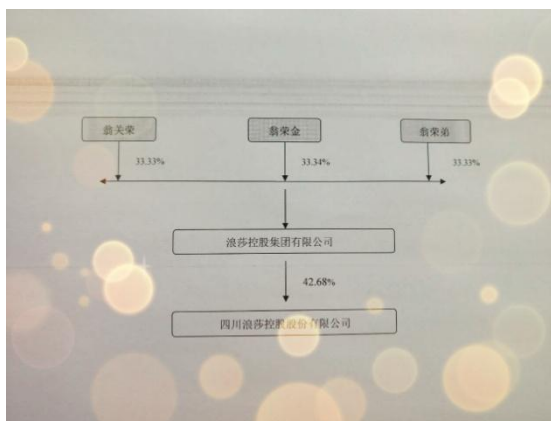 翁关荣
翁荣金
翁荣弟
33.33%
33.34%
33.33%
浪莎控股集团有限公司
42.68%
四川浪莎控股股份有限公司